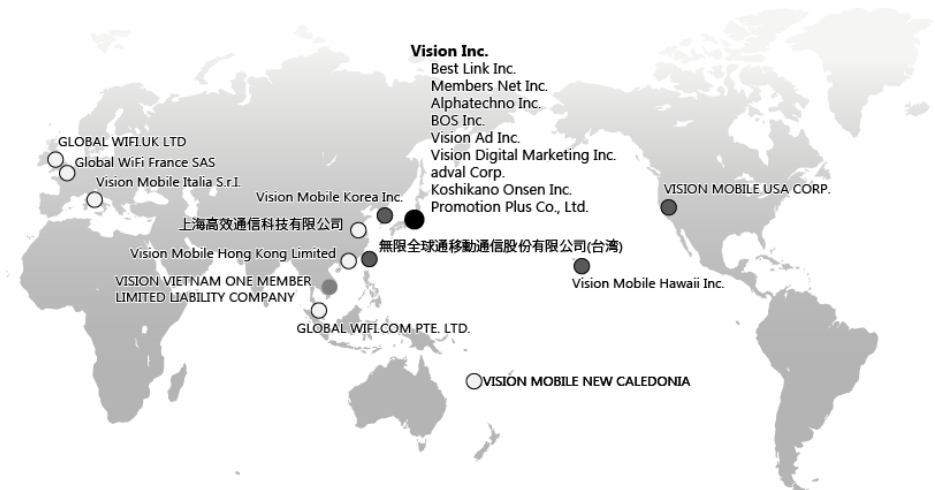 Vision Inc.
Best Link Inc.
Members Net Inc.
Alphatechno Inc.
BOS Inc.
Vision Ad Inc.
Vision Digital Marketing Inc.
adval Corp.
Koshikano Onsen Inc.
Promotion Plus Co., Ltd.
GLOBAL WIFI.UK LTD
Global WiFi France SAS
Vision Mobile Italia S.r.l.
Vision Mobile Korea Inc.
上海高效通信科技有限公司
無限全球通移動通信股份有限公司(台湾)
Vision Mobile Hong Kong Limited
VISION VIETNAM ONE MEMBER
LIMITED LIABILITY COMPANY
GLOBAL WIFI.COM PTE. LTD.
VISION MOBILE USA CORP.
Vision Mobile Hawaii Inc.
VISION MOBILE NEW CALEDONIA